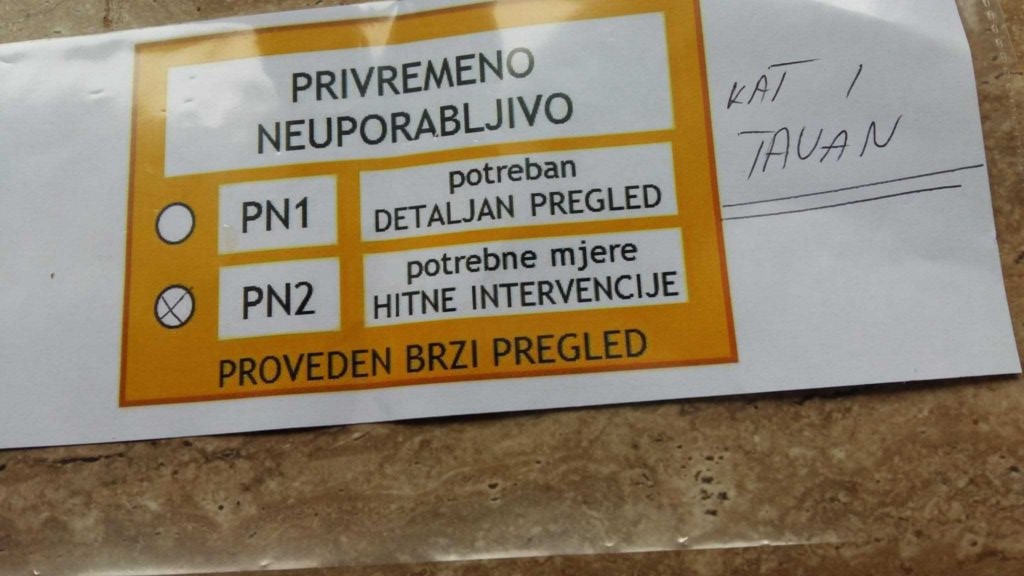 PRIVREMENO
NEUPORABLJIVO
PN1
potreban
DETALJAN PREGLED
PN2
potrebne mjere
HITNE INTERVENCIJE
PROVEDEN BRZI PREGLED
KAT I
TAVAN